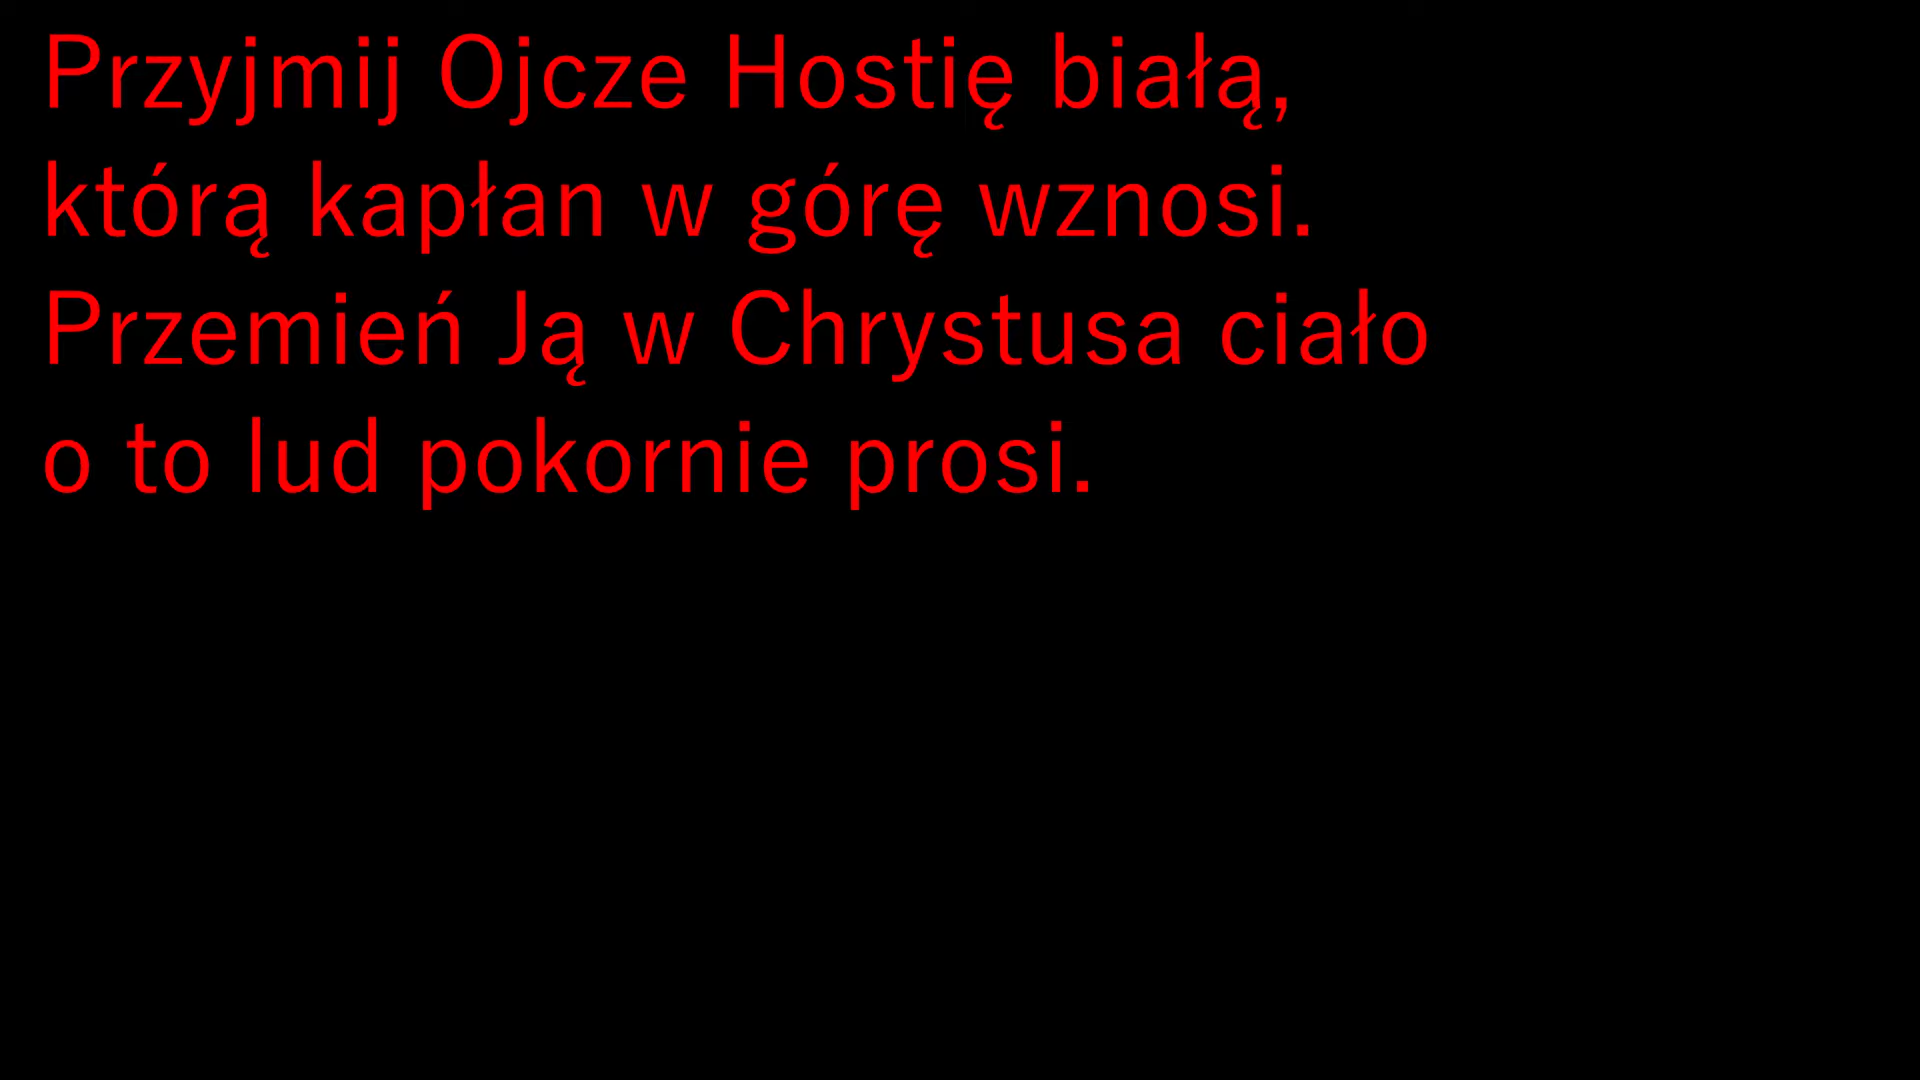 Przyjmij Ojcze Hostię białą,
którą kapłan w górę wznosi.
Przemień Ją w Chrystusa ciało
o to lud pokornie prosi.